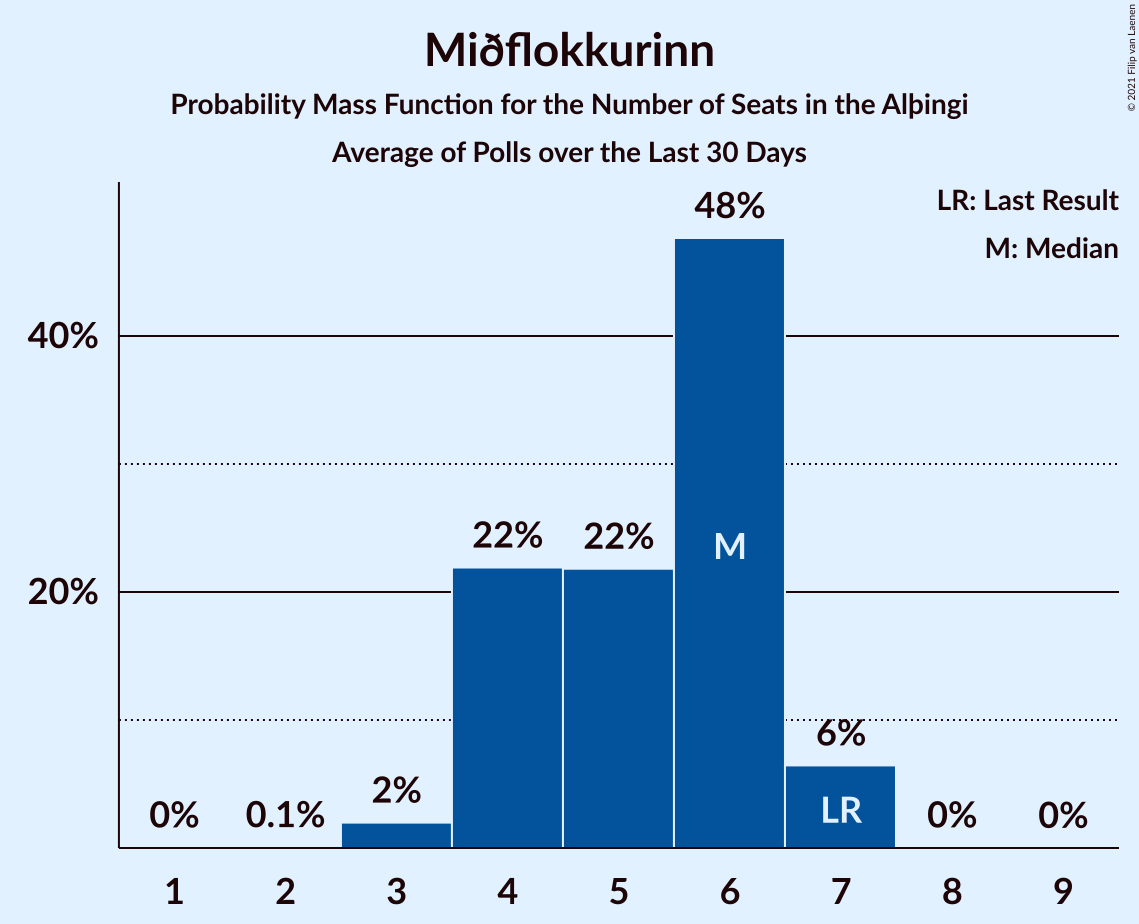 Miðflokkurinn
Probability Mass Function for the Number of Seats in the Alþingi
Average of Polls over the Last 30 Days
© 2021 Filip van Laenen
LR: Last Result
M: Median
48%
40%
22%
22%
M
20%
6%
2%
LR
0%
0.1%
0%
0%
1 2 3 4 5 6 7 8 9